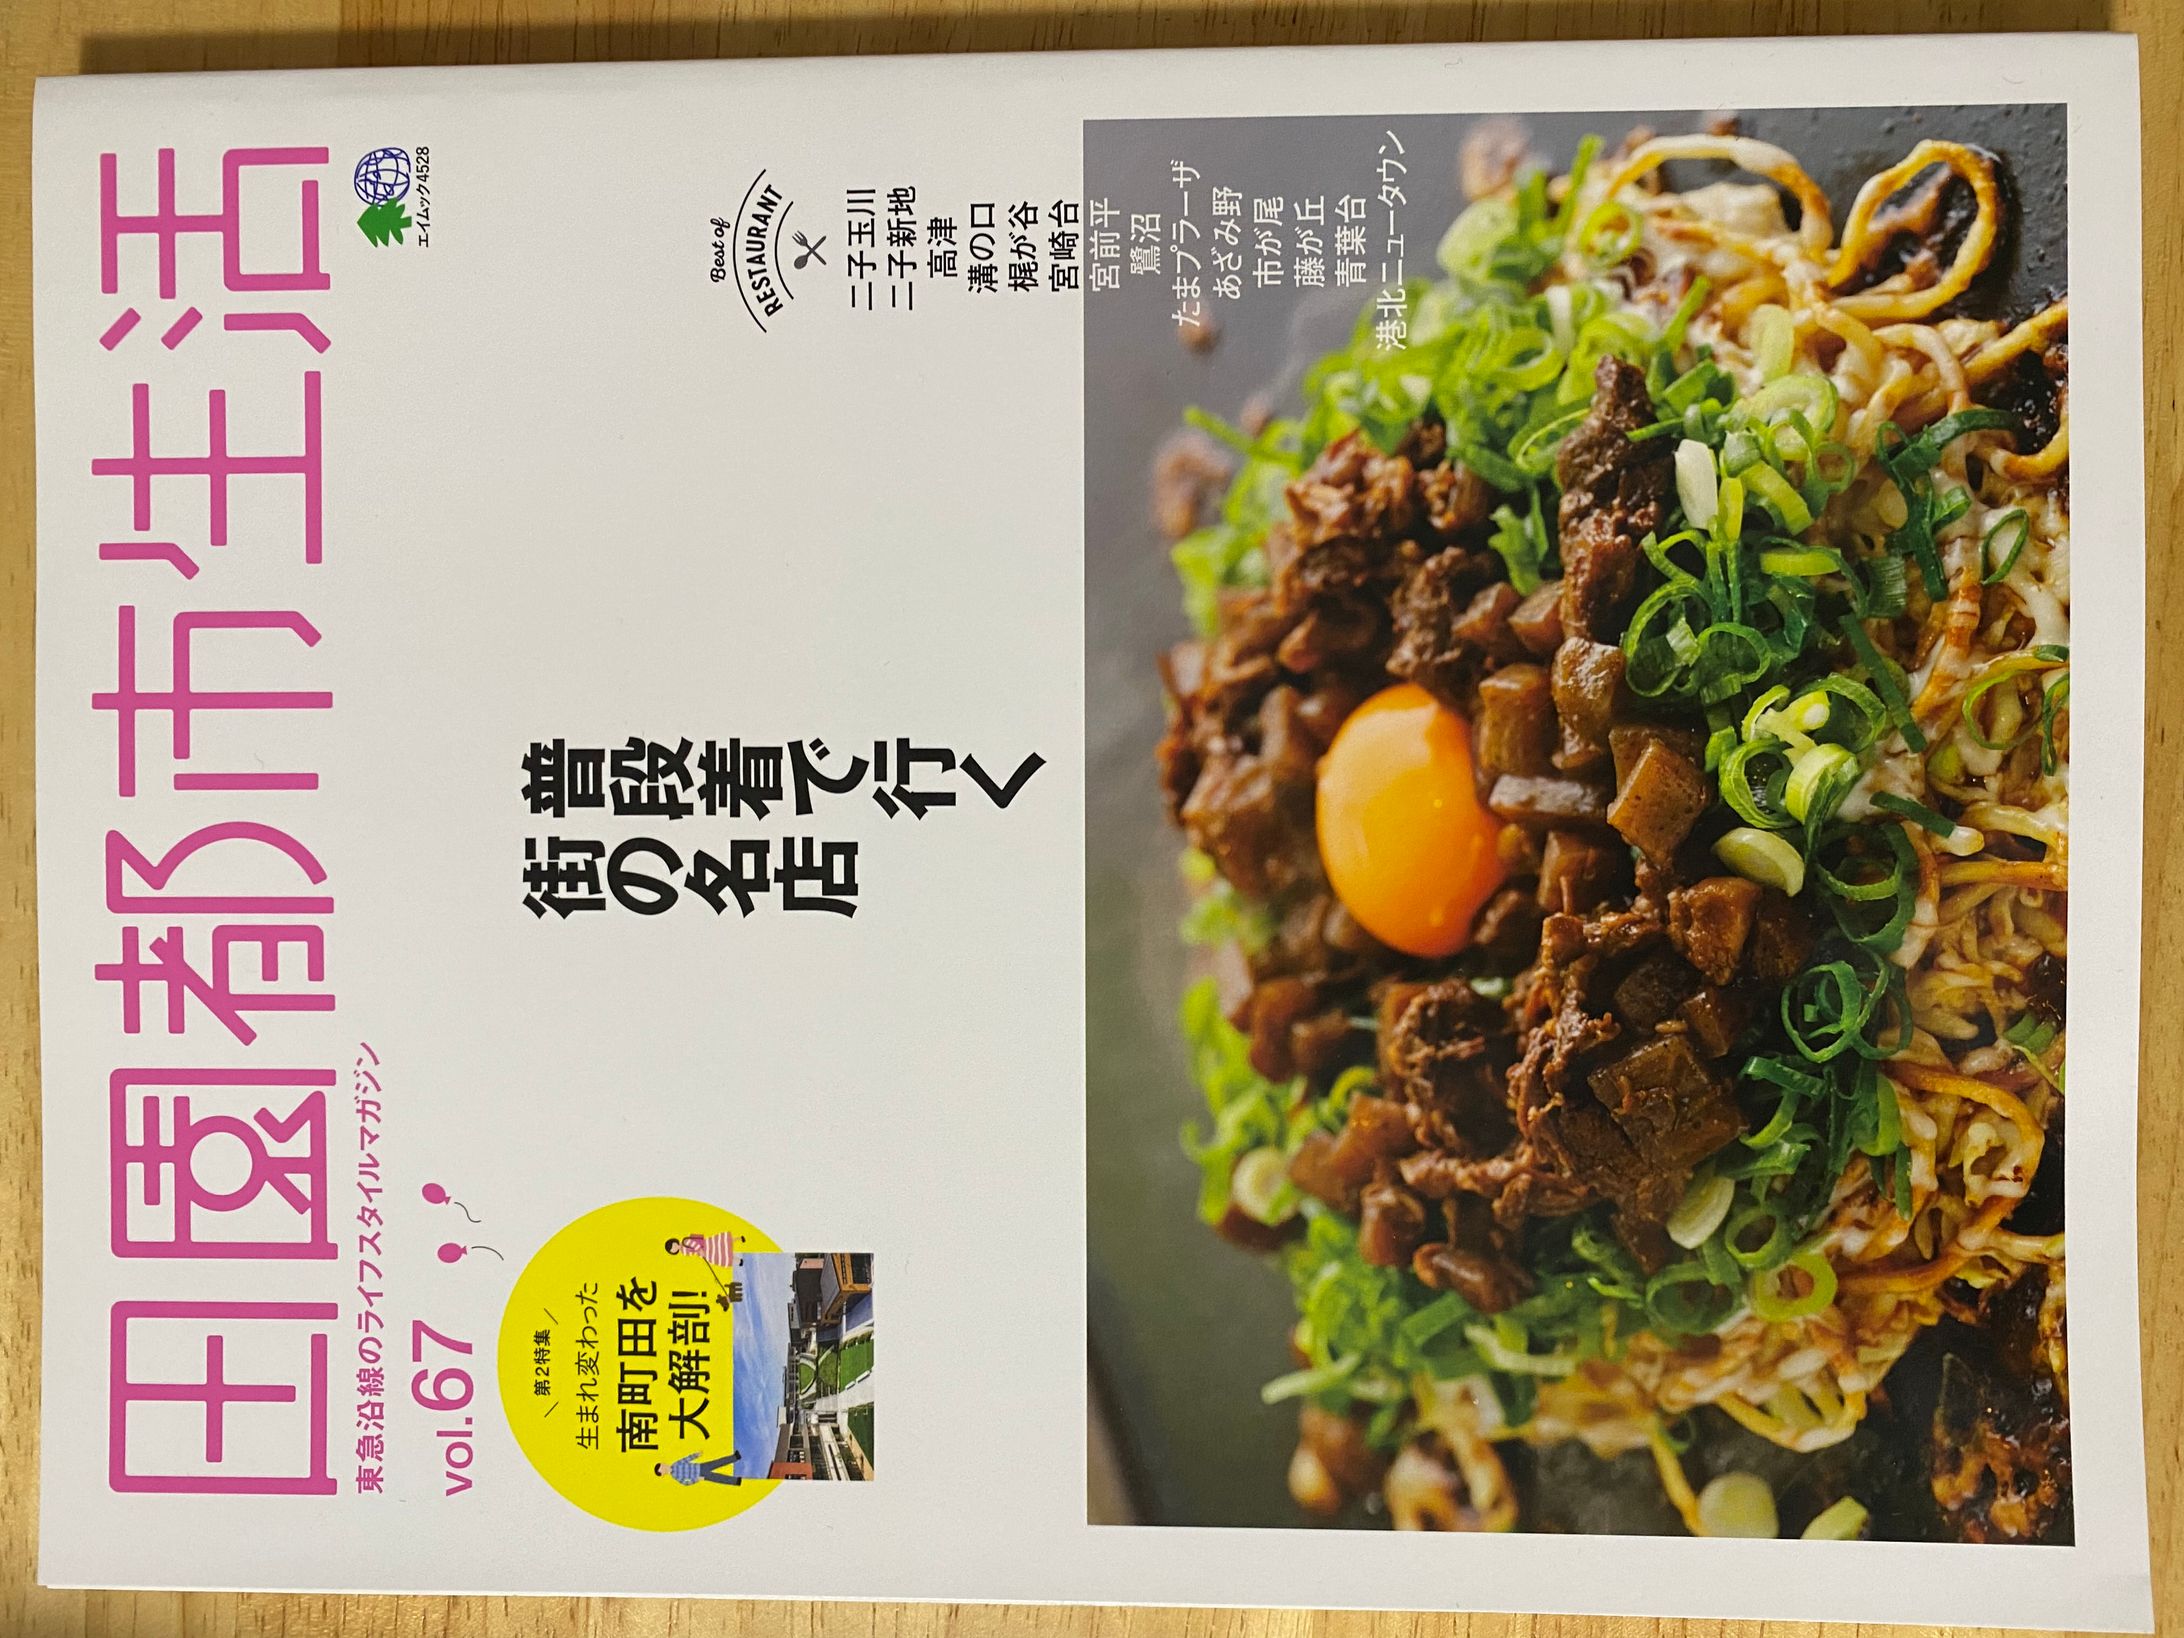 田園都市生活
東急沿線のライフスタイルマガジン
vol.67
エイムック4528
第2特集
生まれ変わった
南町田を
大解剖!
普段着で行く
街の名店
Best of
RESTAURANT
二子玉川
二子新地
高津
溝の口
梶が谷
宮崎台
宮前平
鷺沼
たまプラーザ
あざみ野
市が尾
藤が丘
青葉台
港北ニュータウン